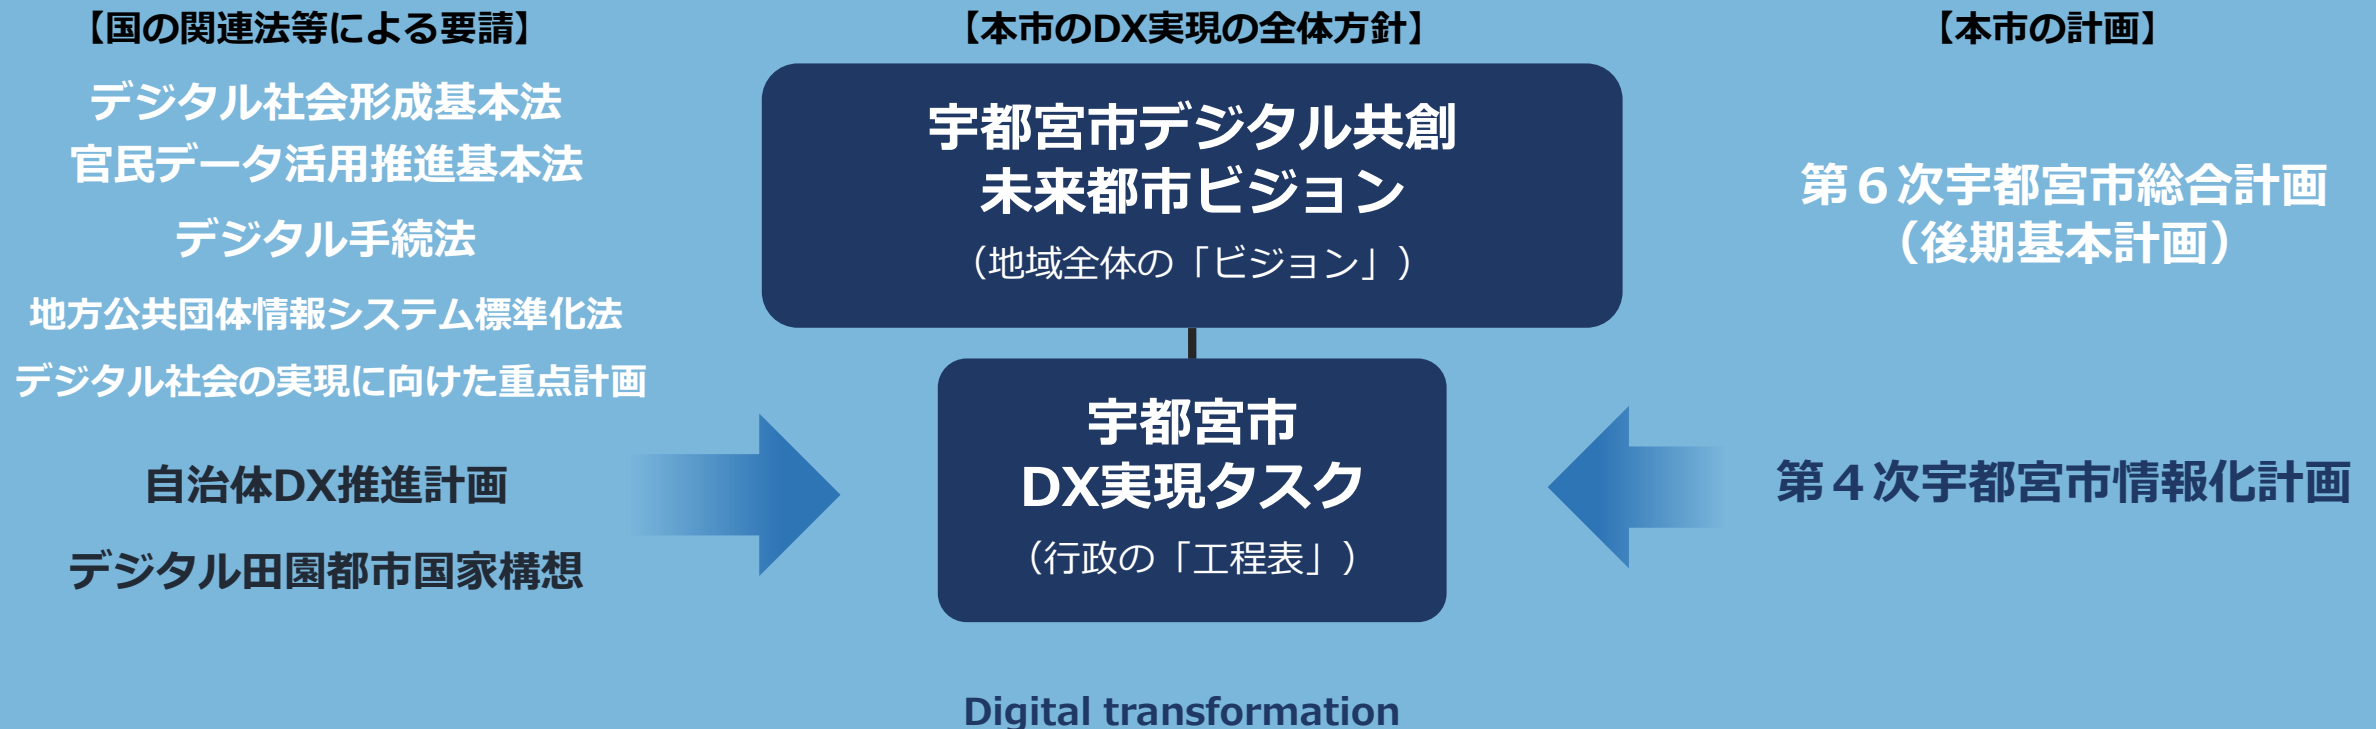 【国の関連法等による要請】
デジタル社会形成基本法
官民データ活用推進基本法
デジタル手続法
地方公共団体情報システム標準化法
デジタル社会の実現に向けた重点計画
自治体DX推進計画
デジタル田園都市国家構想
【本市のDX実現の全体方針】
宇都宮市デジタル共創
未来都市ビジョン
（地域全体の「ビジョン」）
宇都宮市
DX実現タスク
（行政の「工程表」）
【本市の計画】
第６次宇都宮市総合計画
（後期基本計画）
第４次宇都宮市情報化計画
Digital transformation